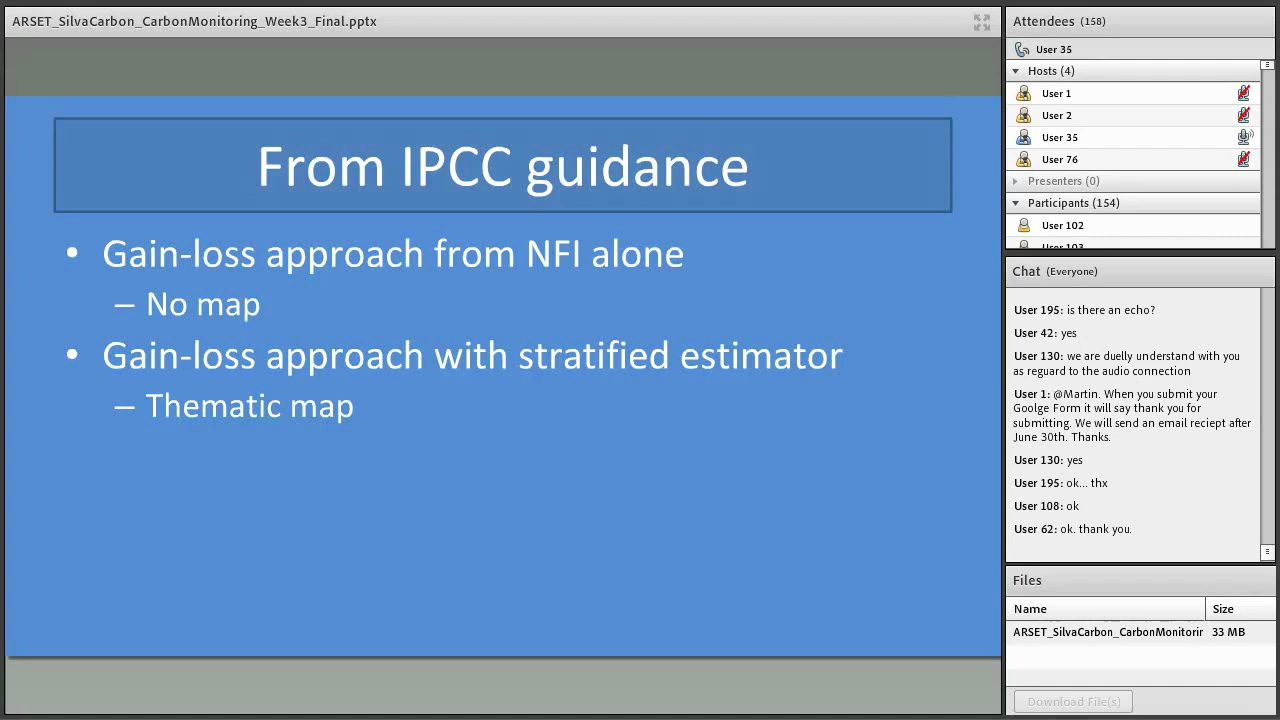 ARSET_SilvaCarbon_CarbonMonitoring_Week3_Final.pptx
From IPCC guidance
• Gain-loss approach from NFI alone
– No map
• Gain-loss approach with stratified estimator
– Thematic map
Attendees (158)
User 35
Hosts (4)
User 1
User 2
User 35
User 76
Presenters (0)
Participants (154)
User 102
User 103
Chat (Everyone)
User 195: is there an echo?
User 42: yes
User 130: we are duelly understand with you
as reguard to the audio connection
User 1: @Martin. When you submit your
Goolge Form it will say thank you for
submitting. We will send an email reciept after
June 30th. Thanks.
User 130: yes
User 195: ok... thx
User 108: ok
User 62: ok. thank you.
Files
Name Size
ARSET_SilvaCarbon_CarbonMonitorir 33 MB
Download File(s)